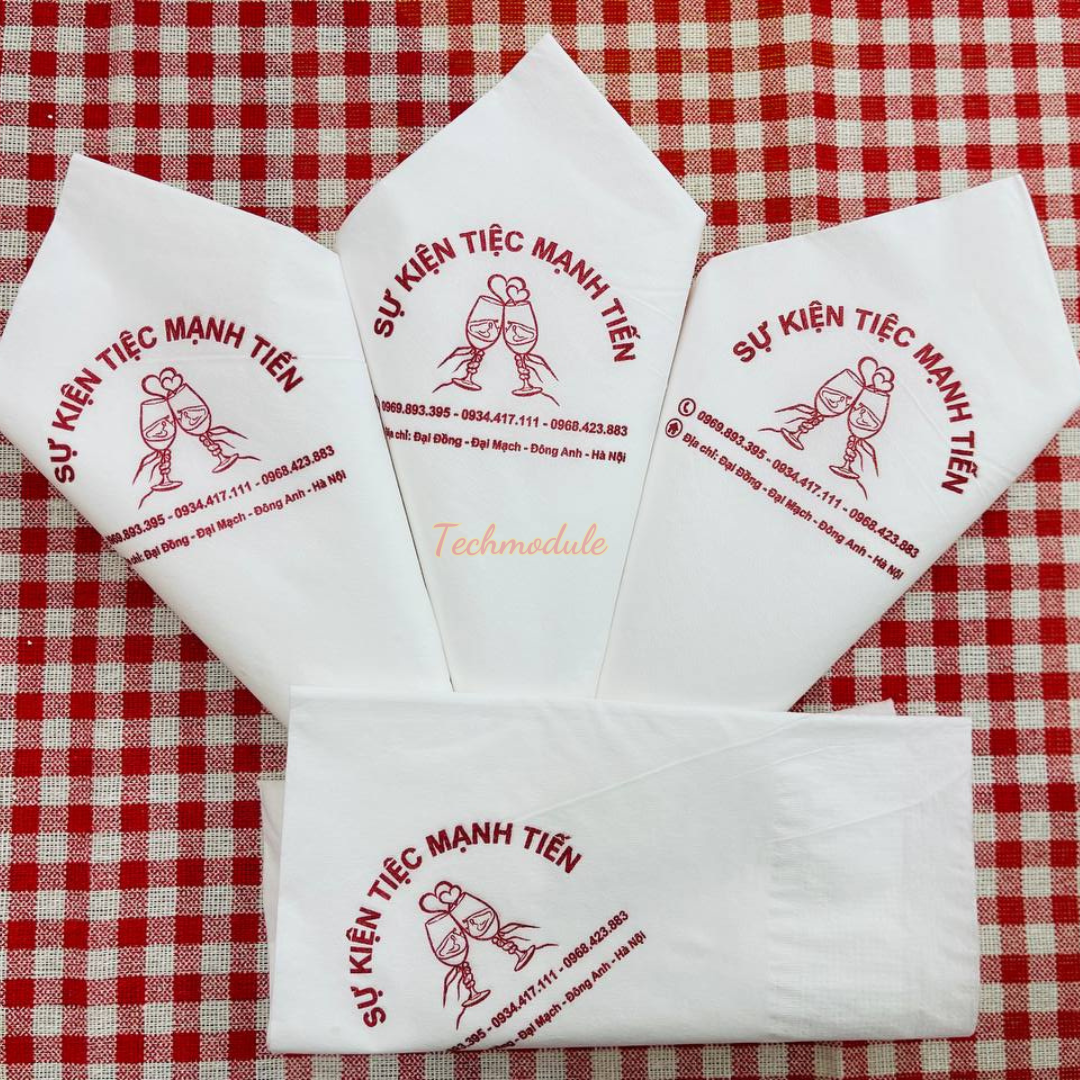 SỰ KIỆN TIỆC MẠNH TIẾN
969.893.395 - 0934.417.111 - 0968.423.883
chỉ: Đại Đồng - Đại Mạch - Đông Anh - Hà Nội
SỰ KIỆN TIỆC MẠNH TIẾN
0969.893.395 - 0934.417.111 - 0968.423.883
Địa chỉ: Đại Đồng - Đại Mạch - Đông Anh - Hà Nội
SỰ KIỆN TIỆC MẠNH TIẾN
0969.893.395 - 0934.417.111 - 0968.423.883
Địa chỉ: Đại Đồng - Đại Mạch - Đông Anh - Hà Nội
Techmodule
SỰ KIỆN TIỆC MẠNH TIẾN
.395 - 0934.417.111 - 0968.423.883
- Đại Mạch - Đông Anh - Hà Nội